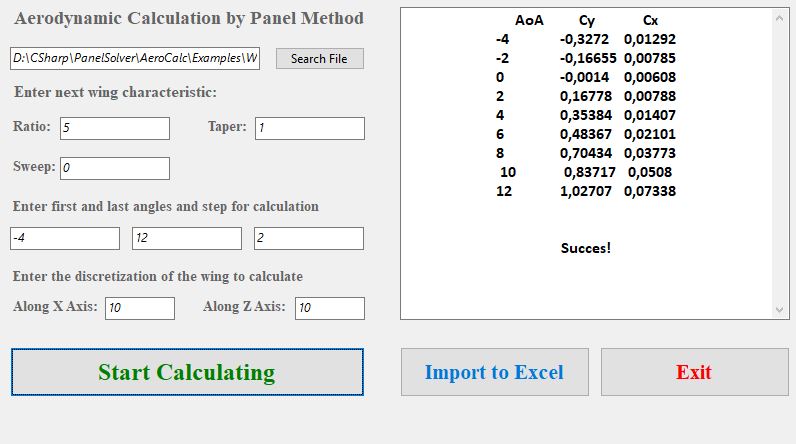 Aerodynamic Calculation by Panel Method
D:\CSharp\PanelSolver\AeroCalc\Examples\W
Search File
Enter next wing characteristic:
Ratio: 5 Taper: 1
Sweep: 0
Enter first and last angles and step for calculation
-4 12 2
Enter the discretization of the wing to calculate
Along X Axis: 10 Along Z Axis: 10
Start Calculating
AoA Cy Cx
-4 -0,3272 0,01292
-2 -0,16655 0,00785
0 -0,0014 0,00608
2 0,16778 0,00788
4 0,35384 0,01407
6 0,48367 0,02101
8 0,70434 0,03773
10 0,83717 0,0508
12 1,02707 0,07338
Succes!
Import to Excel
Exit